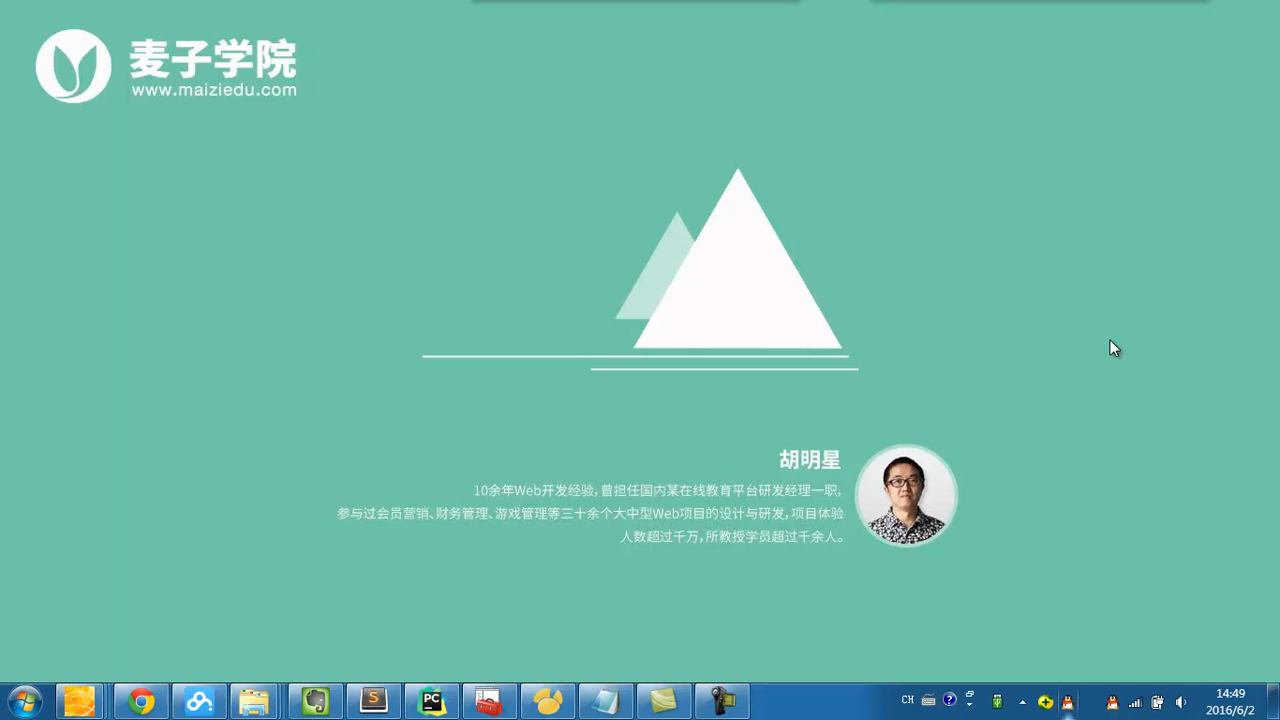 麦子学院
www.maiziedu.com
胡明星
10余年Web开发经验,曾担任国内某在线教育平台研发经理一职,
参与过会员营销、财务管理、游戏管理等三十余个大中型Web项目的设计与研发,项目体验
人数超过千万,所教授学员超过千余人。
S
PC
CH
14:49
2016/6/2